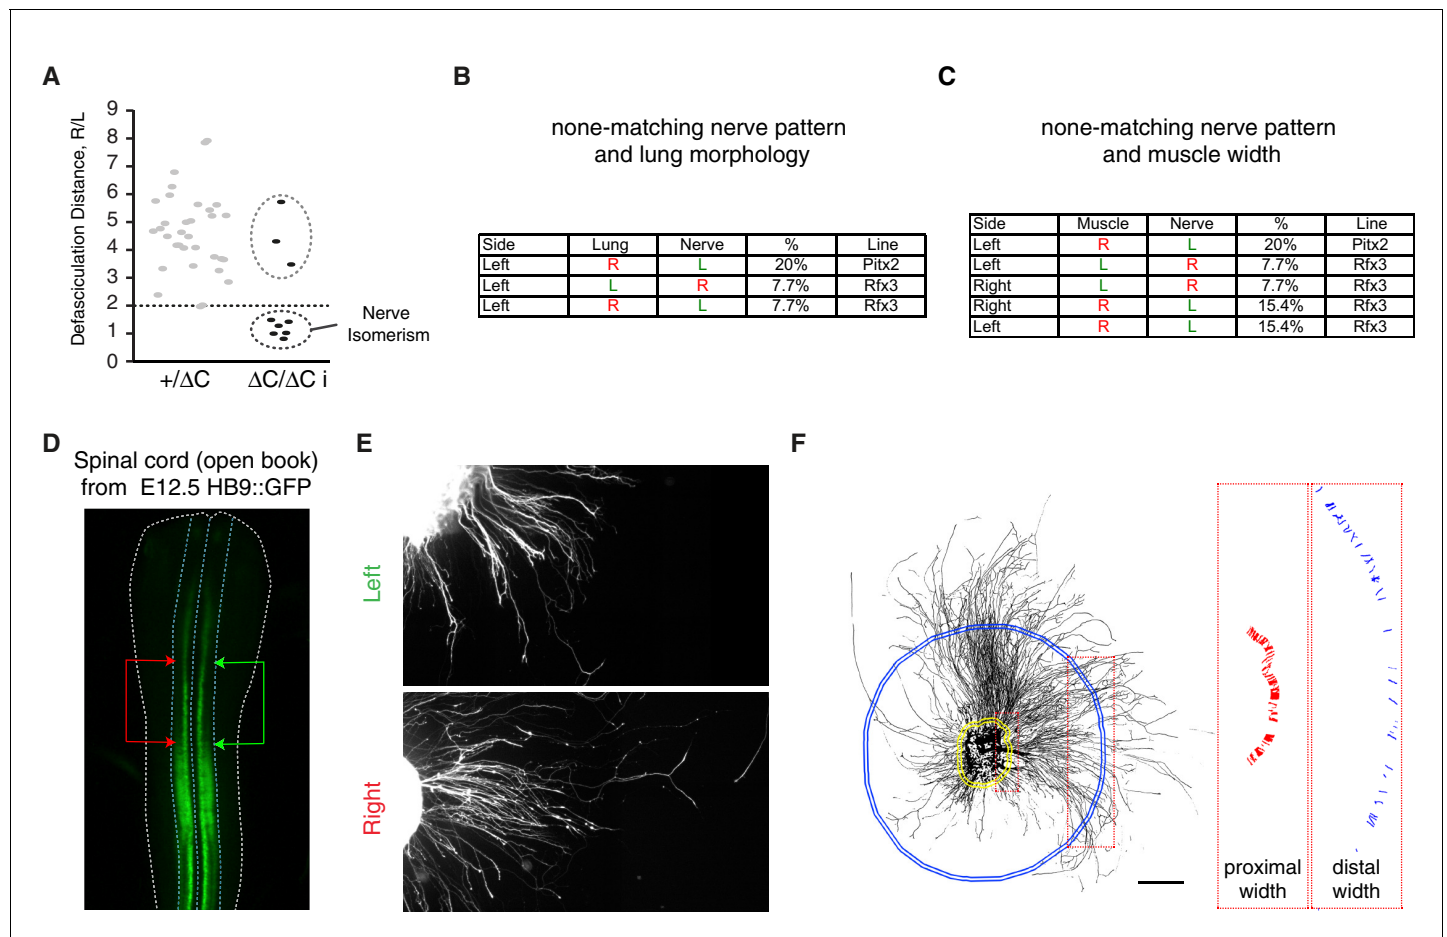 A
Defasciculation Distance, R/L
9
8
7
6
5
4
3
2
1
0
+/ΔC
ΔC/ΔC i
Nerve
Isomerism
B
none-matching nerve pattern
and lung morphology
Side Lung Nerve % Line
Left R L 20% Pitx2
Left L R 7.7% Rfx3
Left R L 7.7% Rfx3
C
none-matching nerve pattern
and muscle width
Side Muscle Nerve % Line
Left R L 20% Pitx2
Left L R 7.7% Rfx3
Right L R 7.7% Rfx3
Right R L 15.4% Rfx3
Left R L 15.4% Rfx3
D
Spinal cord (open book)
from E12.5 HB9::GFP
E
Left
Right
F
proximal
width
distal
width